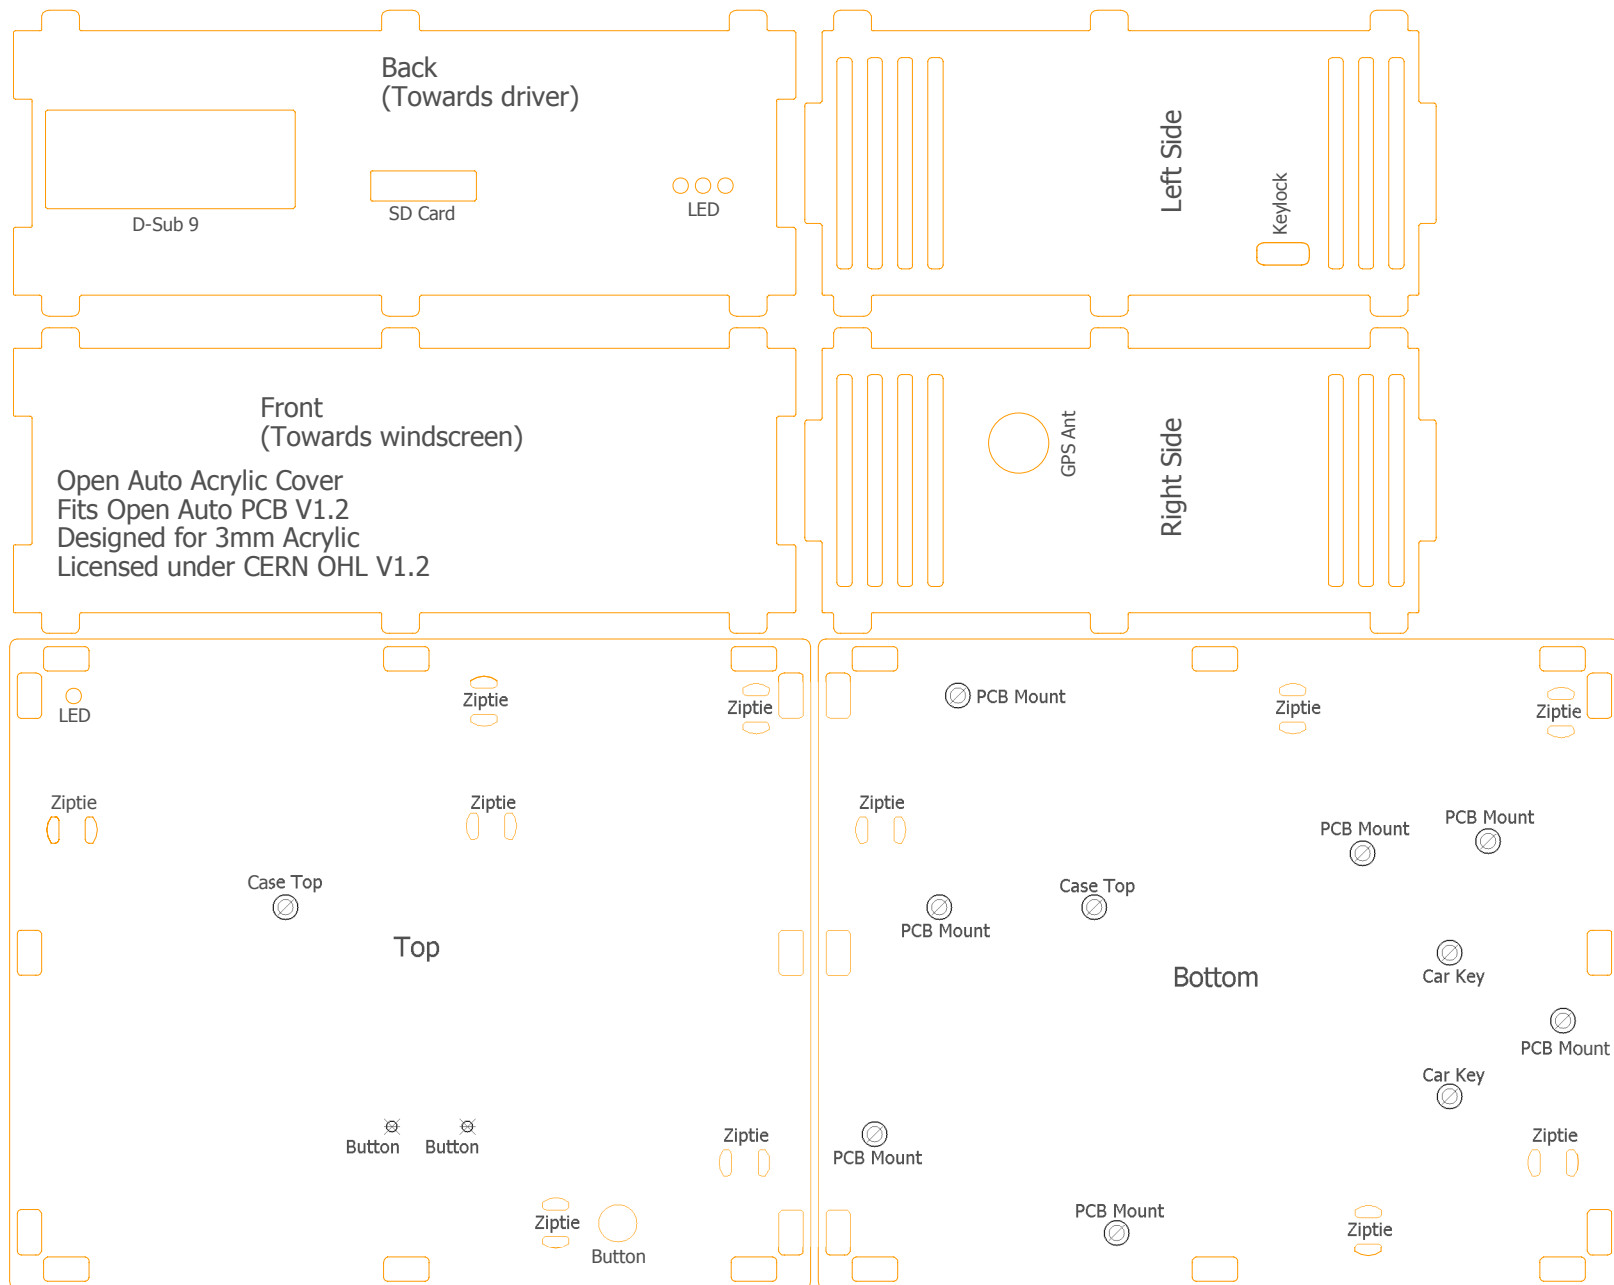 Back
(Towards driver)
D-Sub 9
SD Card
LED
Left Side
Keylock
Front
(Towards windscreen)
Open Auto Acrylic Cover
Fits Open Auto PCB V1.2
Designed for 3mm Acrylic
Licensed under CERN OHL V1.2
GPS Ant
Right Side
LED
Ziptie
Ziptie
Ziptie
Ziptie
Case Top
Top
Button
Button
Ziptie
Ziptie
Button
PCB Mount
Ziptie
Ziptie
Ziptie
PCB Mount
PCB Mount
Case Top
PCB Mount
Bottom
Car Key
PCB Mount
Car Key
PCB Mount
Ziptie
PCB Mount
Ziptie